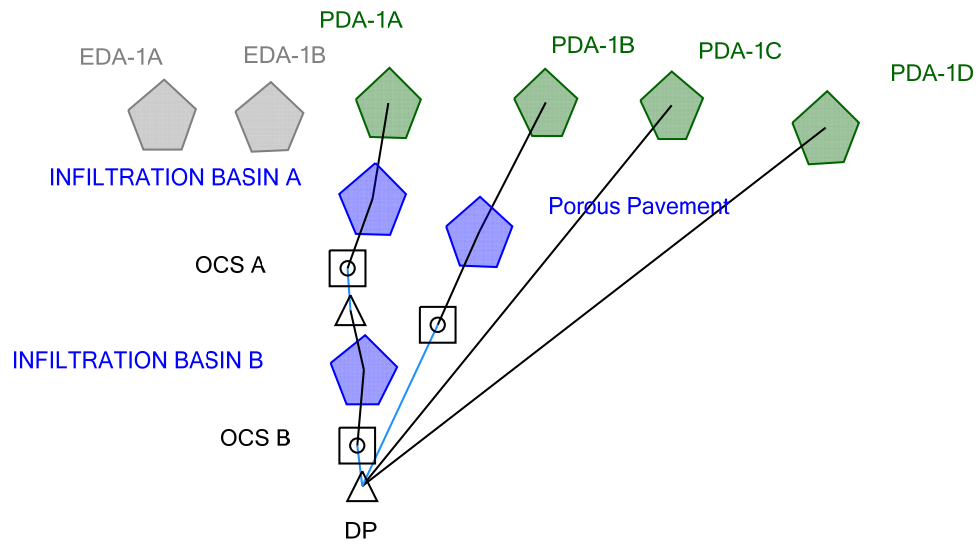 PDA-1A
EDA-1A
EDA-1B
PDA-1B
PDA-1C
PDA-1D
INFILTRATION BASIN A
Porous Pavement
OCS A
INFILTRATION BASIN B
OCS B
DP